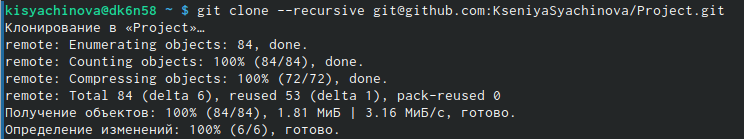 kisyachinova@dk6n58 ~ $ git clone --recursive git@github.com:KseniyaSyachinova/Project.git
Клонирование в «Project»…
remote: Enumerating objects: 84, done.
remote: Counting objects: 100% (84/84), done.
remote: Compressing objects: 100% (72/72), done.
remote: Total 84 (delta 6), reused 53 (delta 1), pack-reused 0
Получение объектов: 100% (84/84), 1.81 МиБ | 3.16 МиБ/с, готово.
Определение изменений: 100% (6/6), готово.